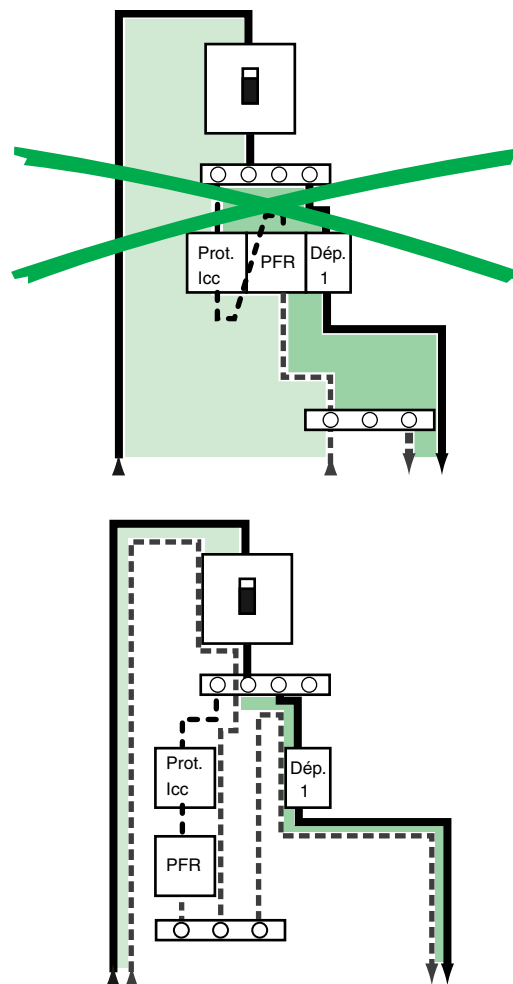 Prot.
Icc
PFR
Dép.
1
Prot.
Icc
Dép.
1
PFR